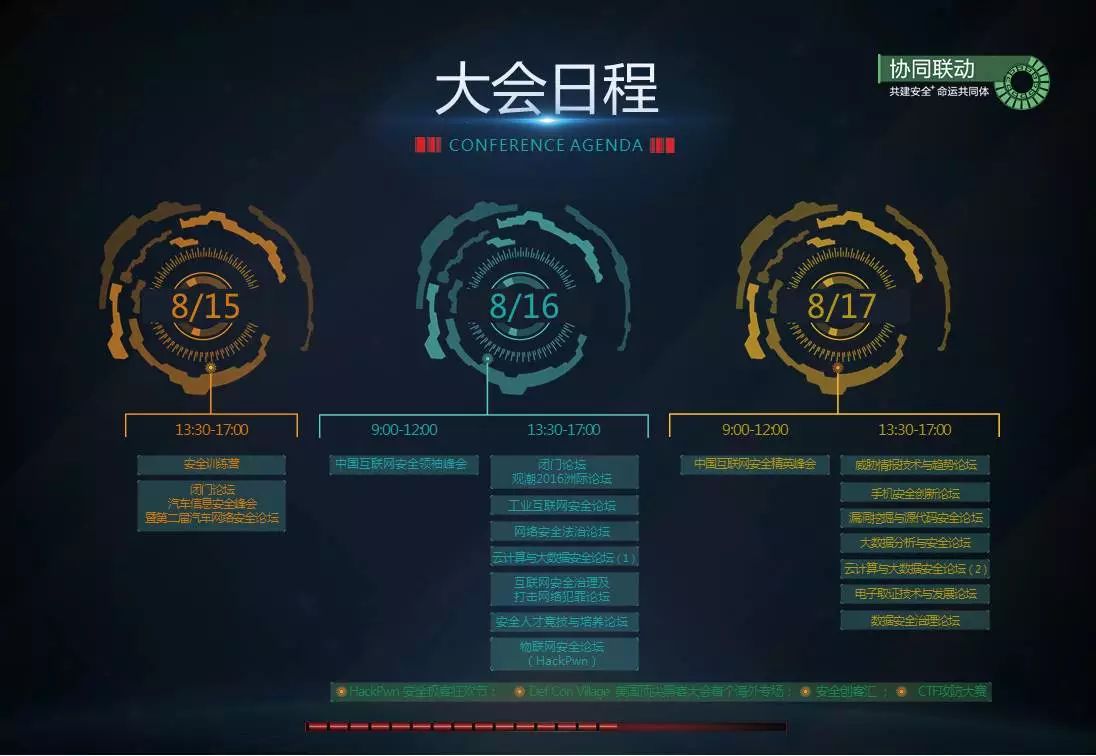 大会日程
CONFERENCE AGENDA
协同联动
共建安全+命运共同体
8/15
13:30-17:00
安全训练营
闭门论坛
汽车信息安全峰会
暨第二届汽车网络安全论坛
8/16
9:00-12:00
中国互联网安全领袖峰会
13:30-17:00
闭门论坛
观潮2016洲际论坛
工业互联网安全论坛
网络安全法治论坛
云计算与大数据安全论坛(1)
互联网安全治理及
打击网络犯罪论坛
安全人才竞技与培养论坛
物联网安全论坛
(HackPwn)
8/17
9:00-12:00
中国互联网安全精英峰会
13:30-17:00
威胁情报技术与趋势论坛
手机安全创新论坛
漏洞挖掘与源代码安全论坛
大数据分析与安全论坛
云计算与大数据安全论坛(2)
电子取证技术与发展论坛
数据安全治理论坛
HackPwn 安全极客狂欢节; Def Con Village 美国顶尖黑客大会首个海外专场; 安全创客汇; CTF攻防大赛